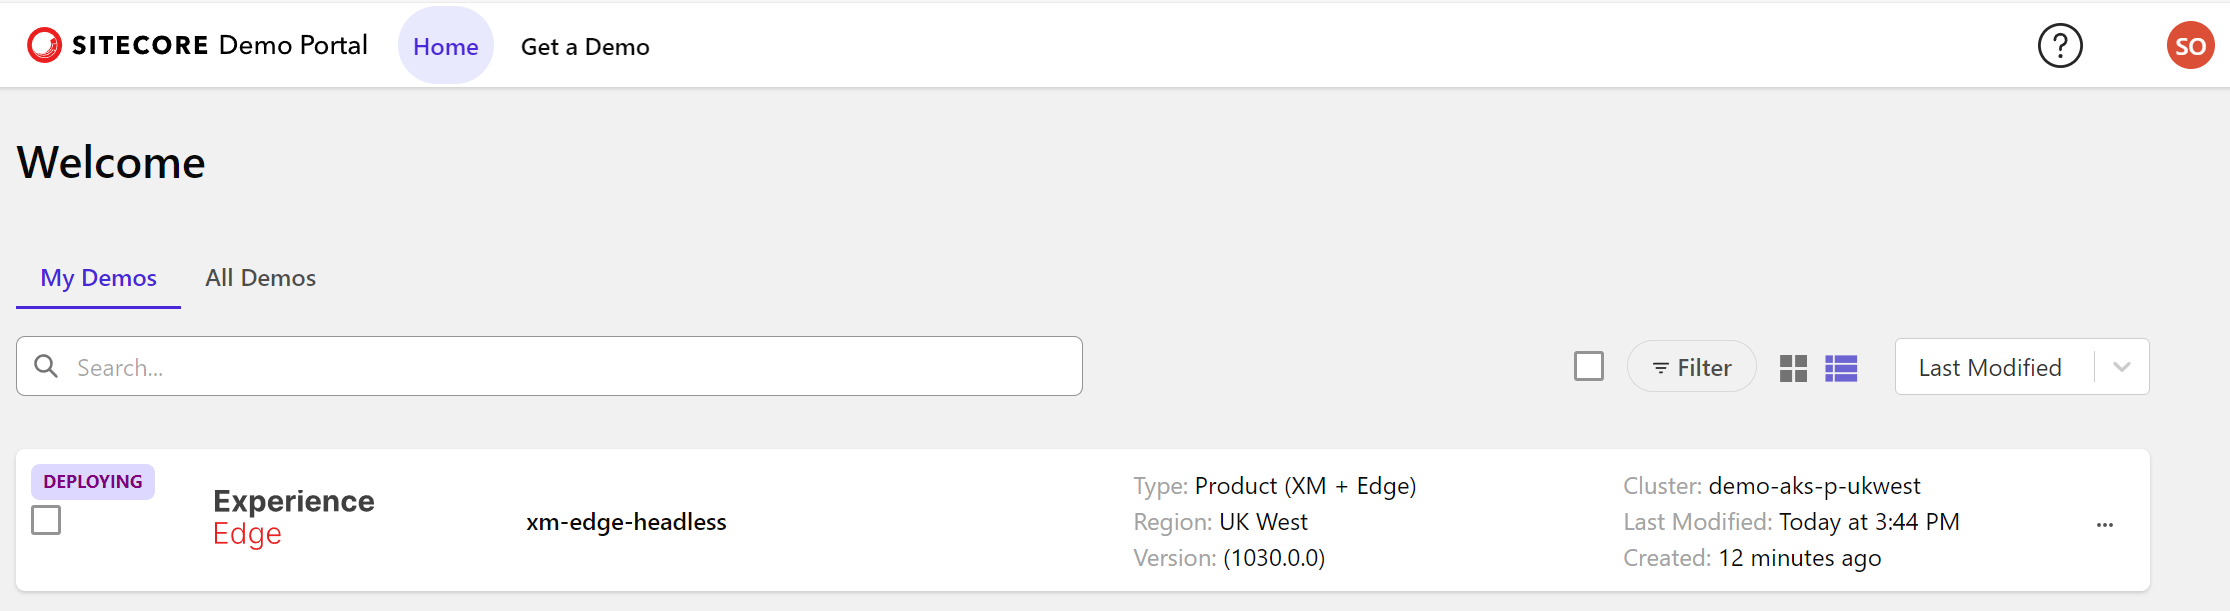 SITECORE Demo Portal
Home
Get a Demo
?
SO
Welcome
My Demos
All Demos
Search...
Filter
Last Modified
DEPLOYING
Experience
Edge
xm-edge-headless
Type: Product (XM + Edge)
Region: UK West
Version: (1030.0.0)
Cluster: demo-aks-p-ukwest
Last Modified: Today at 3:44 PM
Created: 12 minutes ago
...